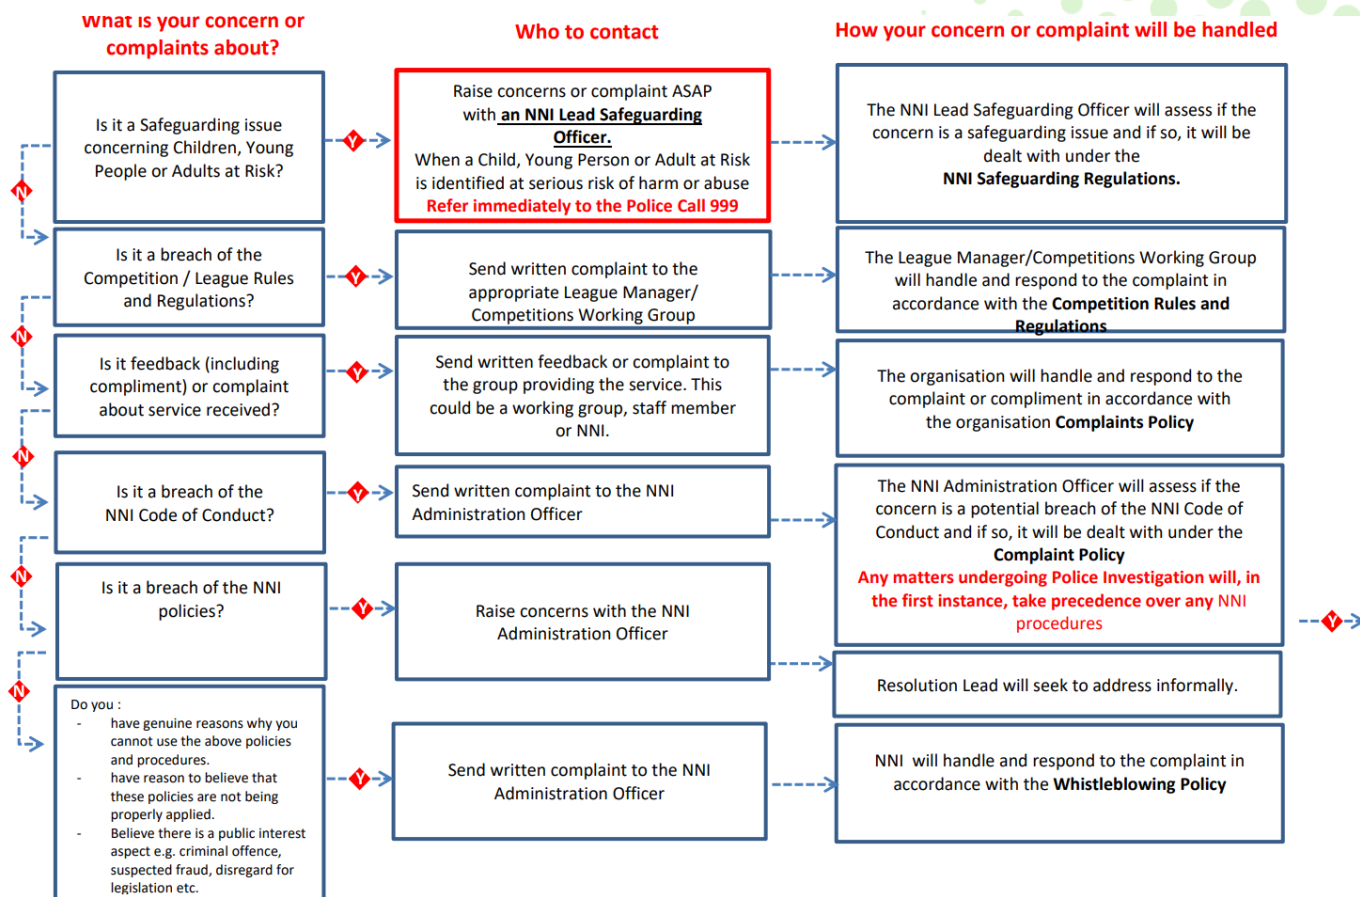 What is your concern or
complaints about?
Who to contact
How your concern or complaint will be handled
Is it a Safeguarding issue
concerning Children, Young
People or Adults at Risk?
Y
Raise concerns or complaint ASAP
with an NNI Lead Safeguarding
Officer.
When a Child, Young Person or Adult at Risk
is identified at serious risk of harm or abuse
Refer immediately to the Police Call 999
The NNI Lead Safeguarding Officer will assess if the
concern is a safeguarding issue and if so, it will be
dealt with under the
NNI Safeguarding Regulations.
N
Is it a breach of the
Competition / League Rules
and Regulations?
Y
Send written complaint to the
appropriate League Manager/
Competitions Working Group
The League Manager/Competitions Working Group
will handle and respond to the complaint in
accordance with the Competition Rules and
Regulations
N
Is it feedback (including
compliment) or complaint
about service received?
Y
Send written feedback or complaint to
the group providing the service. This
could be a working group, staff member
or NNI.
The organisation will handle and respond to the
complaint or compliment in accordance with
the organisation Complaints Policy
N
Is it a breach of the
NNI Code of Conduct?
Y
Send written complaint to the NNI
Administration Officer
The NNI Administration Officer will assess if the
concern is a potential breach of the NNI Code of
Conduct and if so, it will be dealt with under the
Complaint Policy
Any matters undergoing Police Investigation will, in
the first instance, take precedence over any NNI
procedures
Y
N
Is it a breach of the NNI
policies?
Y
Raise concerns with the NNI
Administration Officer
Resolution Lead will seek to address informally.
N
Do you :
- have genuine reasons why you
cannot use the above policies
and procedures.
- have reason to believe that
these policies are not being
properly applied.
- Believe there is a public interest
aspect e.g. criminal offence,
suspected fraud, disregard for
legislation etc.
Y
Send written complaint to the NNI
Administration Officer
NNI will handle and respond to the complaint in
accordance with the Whistleblowing Policy